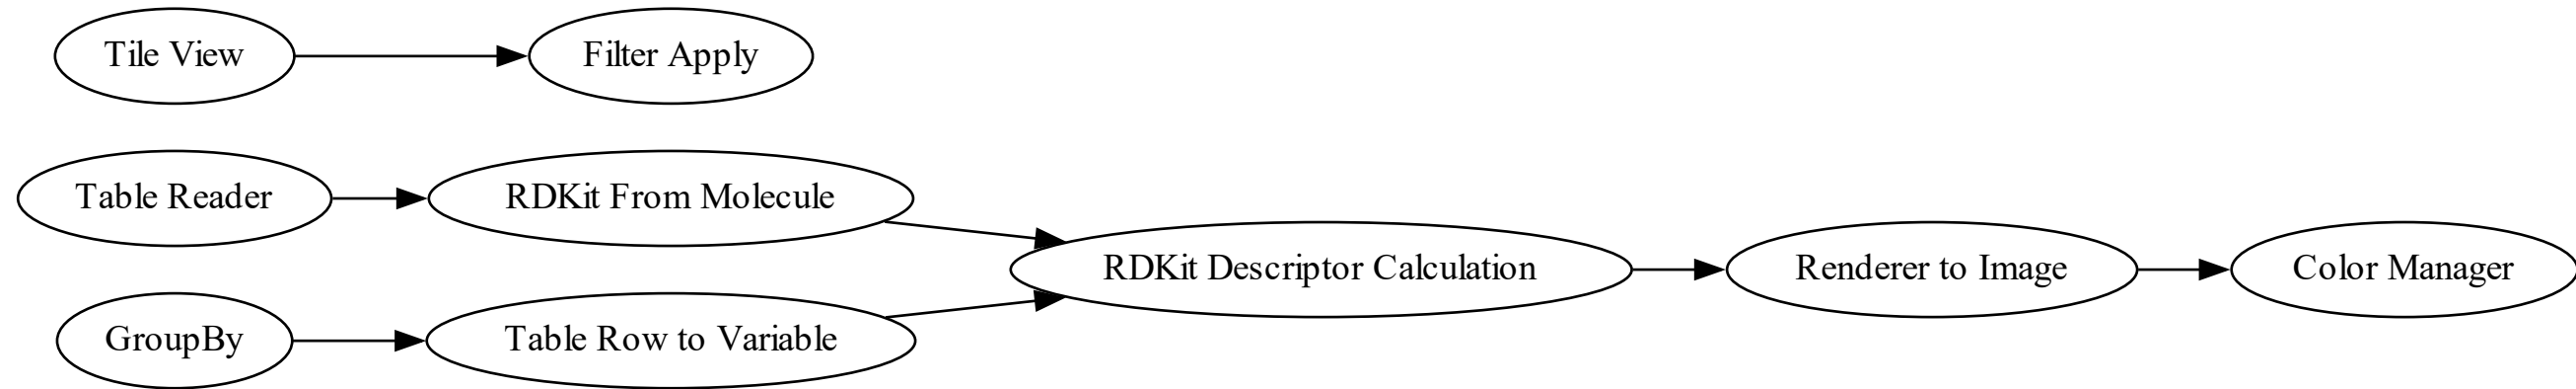 Tile View
Filter Apply
Table Reader
RDKit From Molecule
RDKit Descriptor Calculation
Renderer to Image
Color Manager
GroupBy
Table Row to Variable